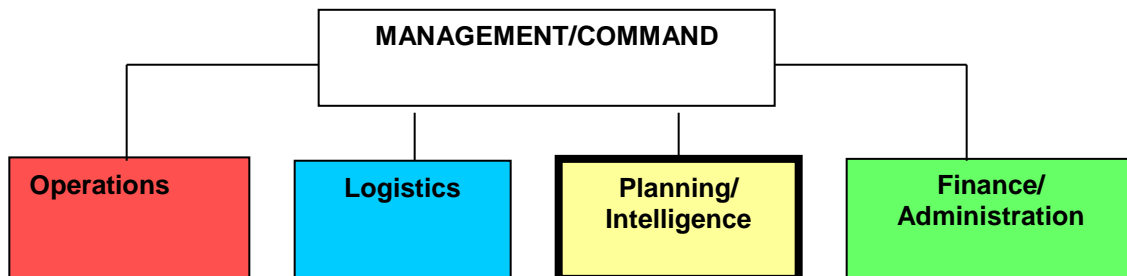 MANAGEMENT/COMMAND
Operations
Logistics
Planning/
Intelligence
Finance/
Administration